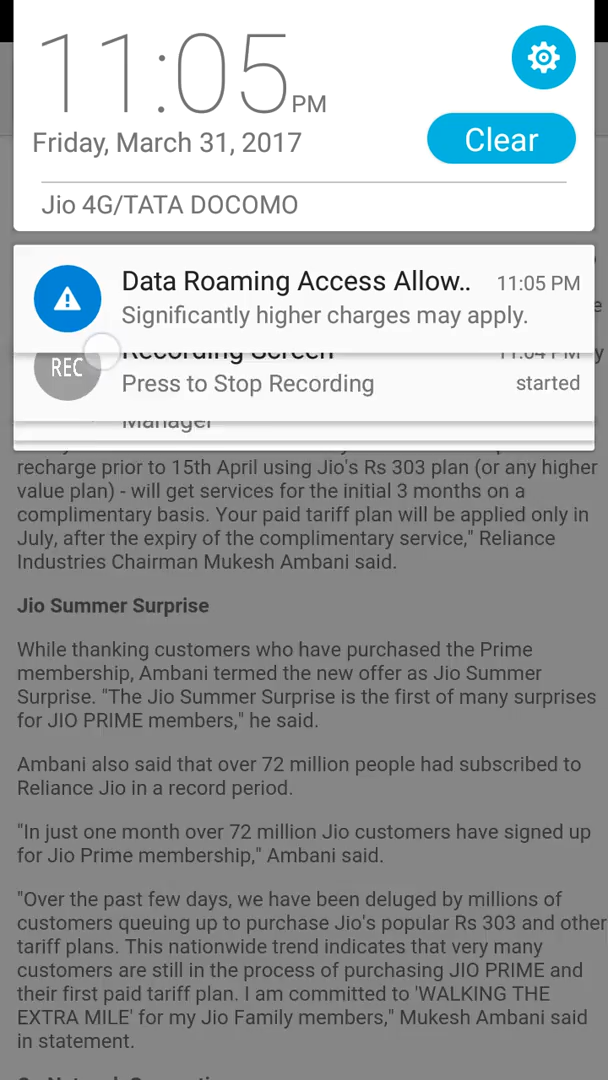 11:05 PM
Friday, March 31, 2017
Clear
Jio 4G/TATA DOCOMO
Data Roaming Access Allow.. 11:05 PM
Significantly higher charges may apply.
Recording Screen 11:04 PM
REC
Press to Stop Recording started
Manager
recharge prior to 15th April using Jio's Rs 303 plan (or any higher
value plan) - will get services for the initial 3 months on a
complimentary basis. Your paid tariff plan will be applied only in
July, after the expiry of the complimentary service," Reliance
Industries Chairman Mukesh Ambani said.
Jio Summer Surprise
While thanking customers who have purchased the Prime
membership, Ambani termed the new offer as Jio Summer
Surprise. "The Jio Summer Surprise is the first of many surprises
for JIO PRIME members," he said.
Ambani also said that over 72 million people had subscribed to
Reliance Jio in a record period.
"In just one month over 72 million Jio customers have signed up
for Jio Prime membership," Ambani said.
"Over the past few days, we have been deluged by millions of
customers queuing up to purchase Jio's popular Rs 303 and other
tariff plans. This nationwide trend indicates that very many
customers are still in the process of purchasing JIO PRIME and
their first paid tariff plan. I am committed to 'WALKING THE
EXTRA MILE' for my Jio Family members," Mukesh Ambani said
in statement.